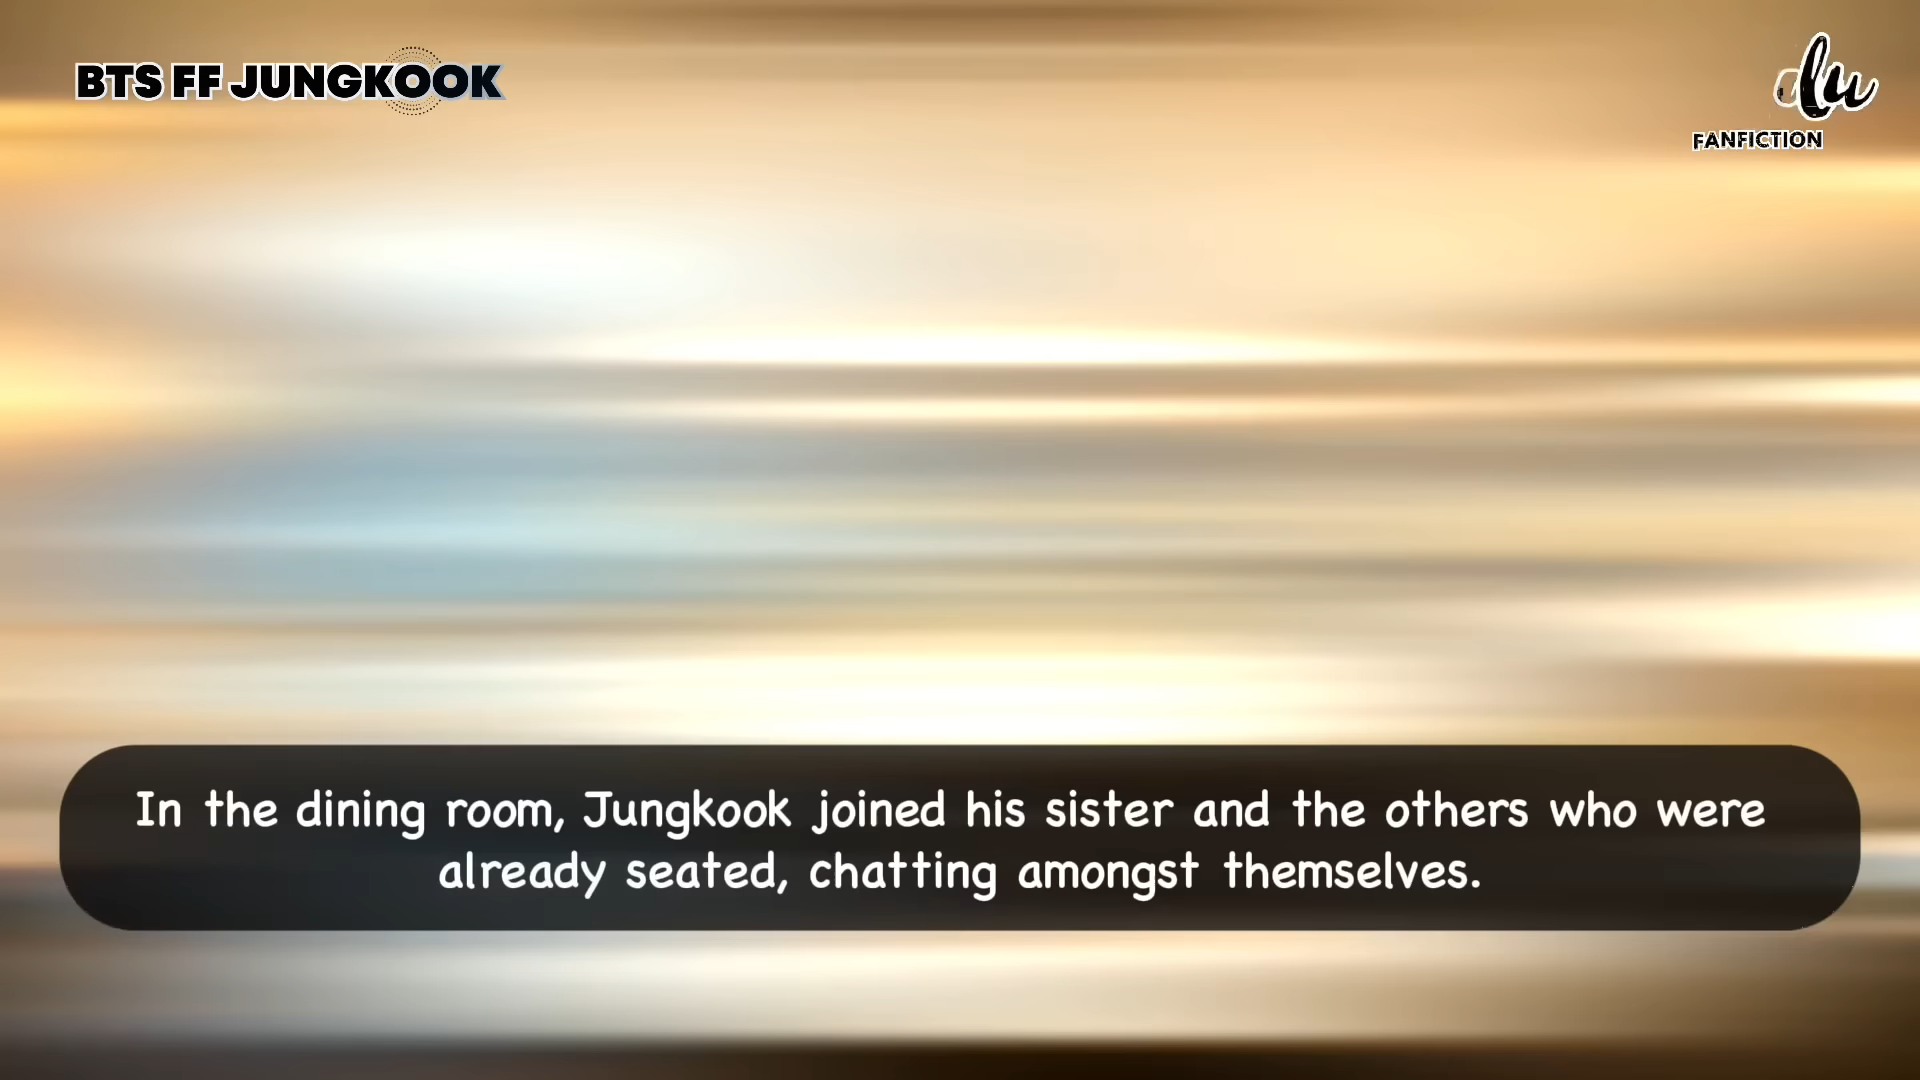 BTS FF JUNGKOOK
FANFICTION
In the dining room, Jungkook joined his sister and the others who were
already seated, chatting amongst themselves.